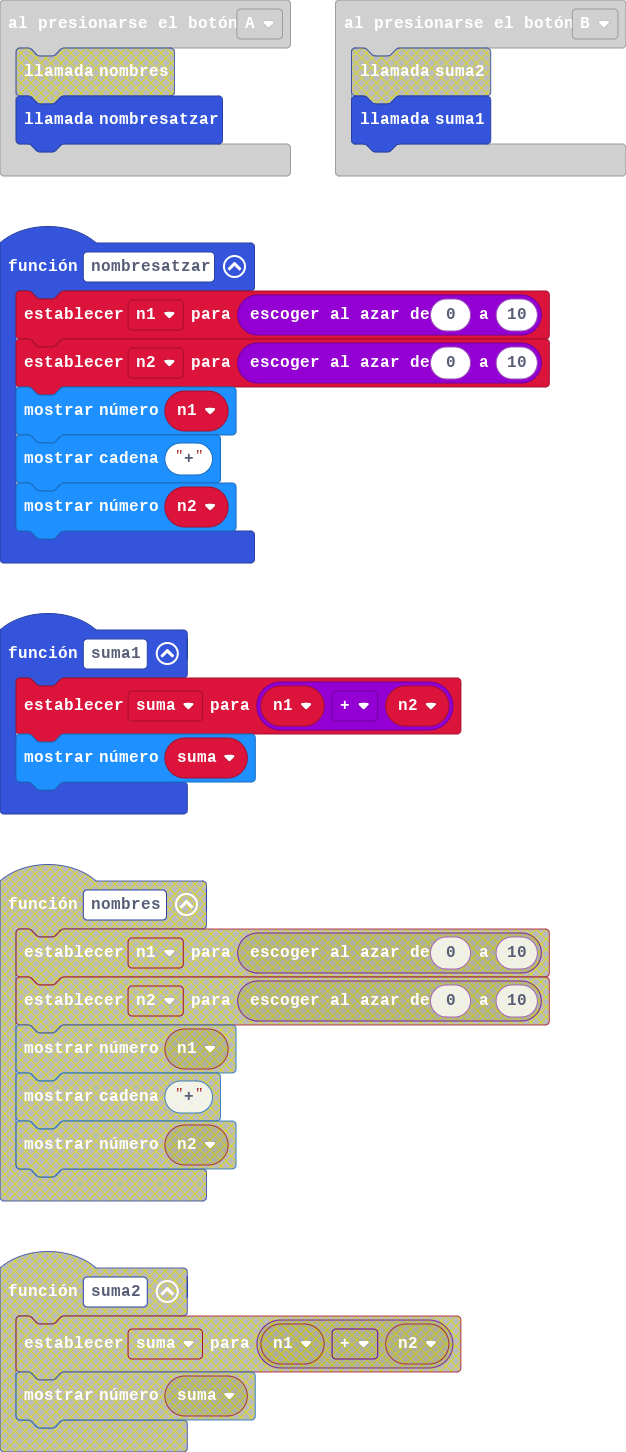 al presionarse el botón A
llamada nombres
llamada nombresatzar
al presionarse el botón B
llamada suma2
llamada suma1
función nombresatzar
establecer n1 para escoger al azar de 0 a 10
establecer n2 para escoger al azar de 0 a 10
mostrar número n1
mostrar cadena "+"
mostrar número n2
función suma1
establecer suma para n1 + n2
mostrar número suma
función nombres
establecer n1 para escoger al azar de 0 a 10
establecer n2 para escoger al azar de 0 a 10
mostrar número n1
mostrar cadena "+"
mostrar número n2
función suma2
establecer suma para n1 + n2
mostrar número suma